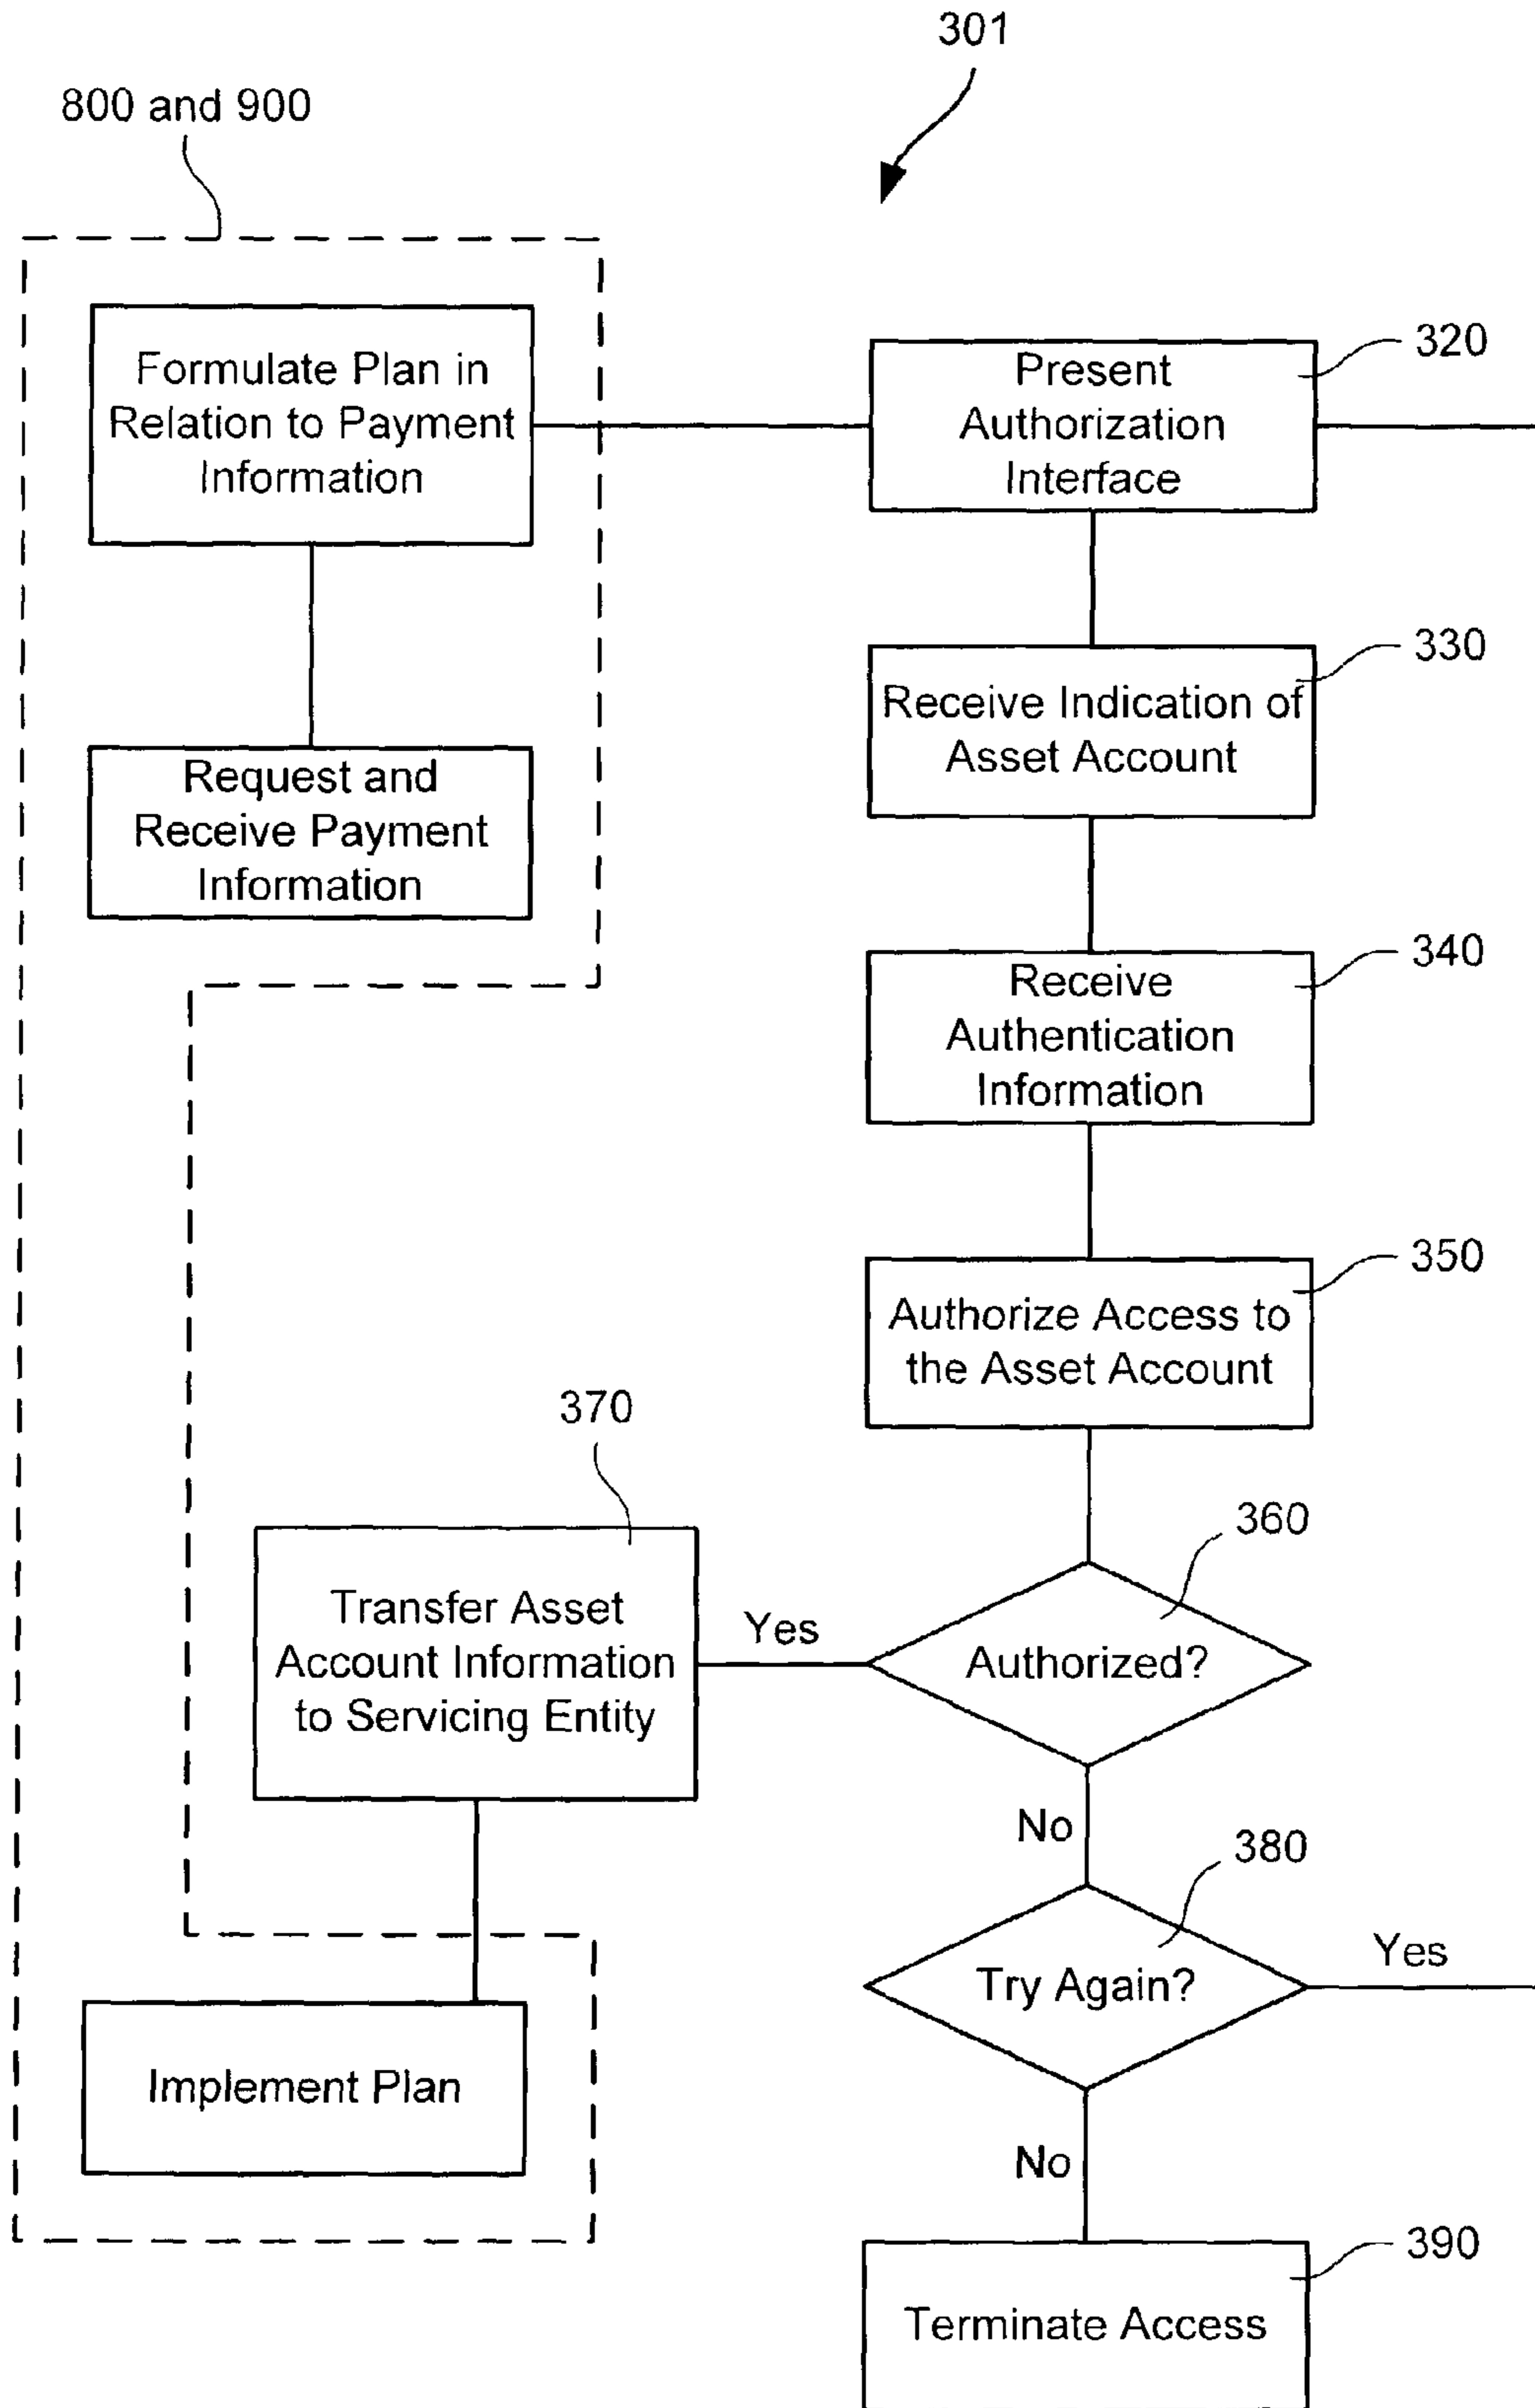 301
800 and 900
Formulate Plan in
Relation to Payment
Information
320
Present
Authorization
Interface
330
Receive Indication of
Asset Account
Request and
Receive Payment
Information
340
Receive
Authentication
Information
350
Authorize Access to
the Asset Account
370
360
Transfer Asset
Account Information
to Servicing Entity
Yes
Authorized?
No
380
Try Again?
Yes
Implement Plan
No
390
Terminate Access